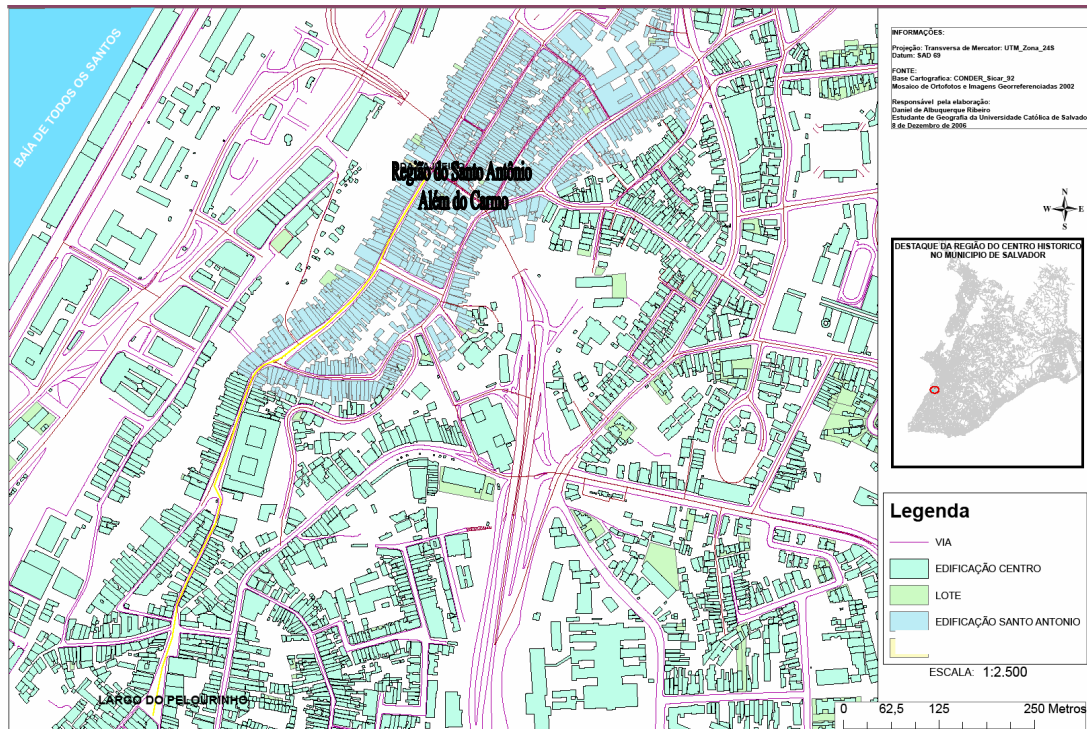 BAÍA DE TODOS OS SANTOS
Região do Santo Antônio
Além do Carmo
LARGO DO PELOURINHO
INFORMAÇÕES:
Projeção: Transversa de Mercator: UTM_Zona_24S
Datum: SAD 69
FONTE:
Base Cartografica: CONDER_Sicar_92
Mosaico de Ortofotos e Imagens Georreferenciadas 2002
Responsável pela elaboração:
Daniel de Albuquerque Ribeiro
Estudante de Geografia da Universidade Católica de Salvado
8 de Dezembro de 2006
N
W E
S
DESTAQUE DA REGIÃO DO CENTRO HISTORICO
NO MUNICIPIO DE SALVADOR
Legenda
VIA
EDIFICAÇÃO CENTRO
LOTE
EDIFICAÇÃO SANTO ANTONIO
ESCALA: 1:2.500
0 62,5 125 250 Metros